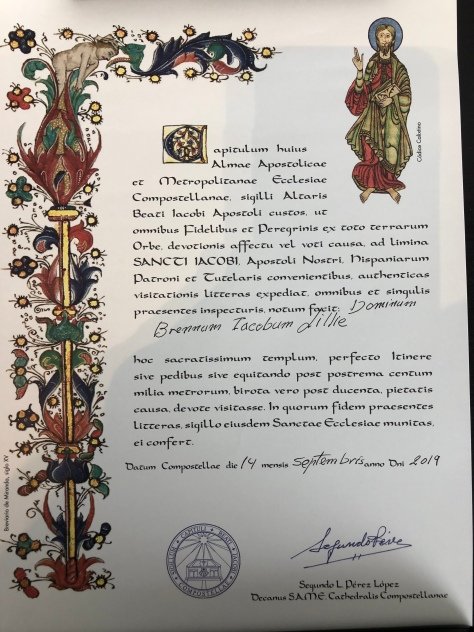 Capitulum huius
Almae Apostolicae
et Metropolitanae Ecclesiae
Compostellanae, sigilli Altaris
Beati Iacobi Apostoli custos, ut
omnibus Fidelibus et Peregrinis ex toto terrarum
Orbe, devotionis affectu vel voti causa, ad limina
SANCTI IACOBI, Apostoli Nostri, Hispaniarum
Patroni et Tutelaris convenientibus, authenticas
visitationis litteras expediat, omnibus et singulis
praesentes inspecturis, notum facit: Dominum
Brennum Iacobum Lillie
hoc sacratissimum templum, perfecto Itinere
sive pedibus sive equitando post postrema centum
milia metrorum, birota vero post ducenta, pietatis
causa, devote visitasse. In quorum fidem praesentes
litteras, sigillo eiusdem Sanctae Ecclesiae munitas,
ei confert.
Datum Compostellae die 14 mensis Septembris anno Dni 2019
Segundo L. Pérez López
Decanus S.A.M.E. Cathedralis Compostellanae
Códice Calixtino
Breviario de Miranda, siglo XV